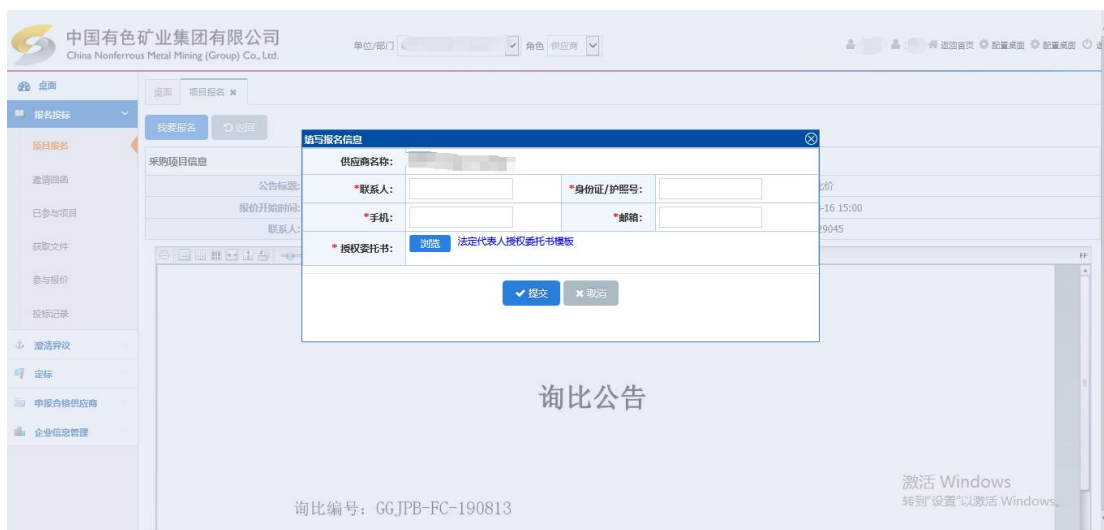 中国有色矿业集团有限公司
China Nonferrous Metal Mining (Group) Co., Ltd.
单位/部门
角色 供应商
返回首页 配置桌面 配置桌面
桌面
报名投标
项目报名
邀请回函
已参与项目
获取文件
参与报价
投标记录
澄清异议
定标
申报合格供应商
企业信息管理
桌面 项目报名
我要报名 返回
采购项目信息
公告标题:
报价开始时间:
-16 15:00
联系人:
29045
填写报名信息
供应商名称:
*联系人: *身份证/护照号:
*手机: *邮箱:
* 授权委托书: 浏览 法定代表人授权委托书模板
提交 取消
FF
询比公告
询比编号: GGJPB-FC-190813
激活 Windows
转到"设置"以激活 Windows。